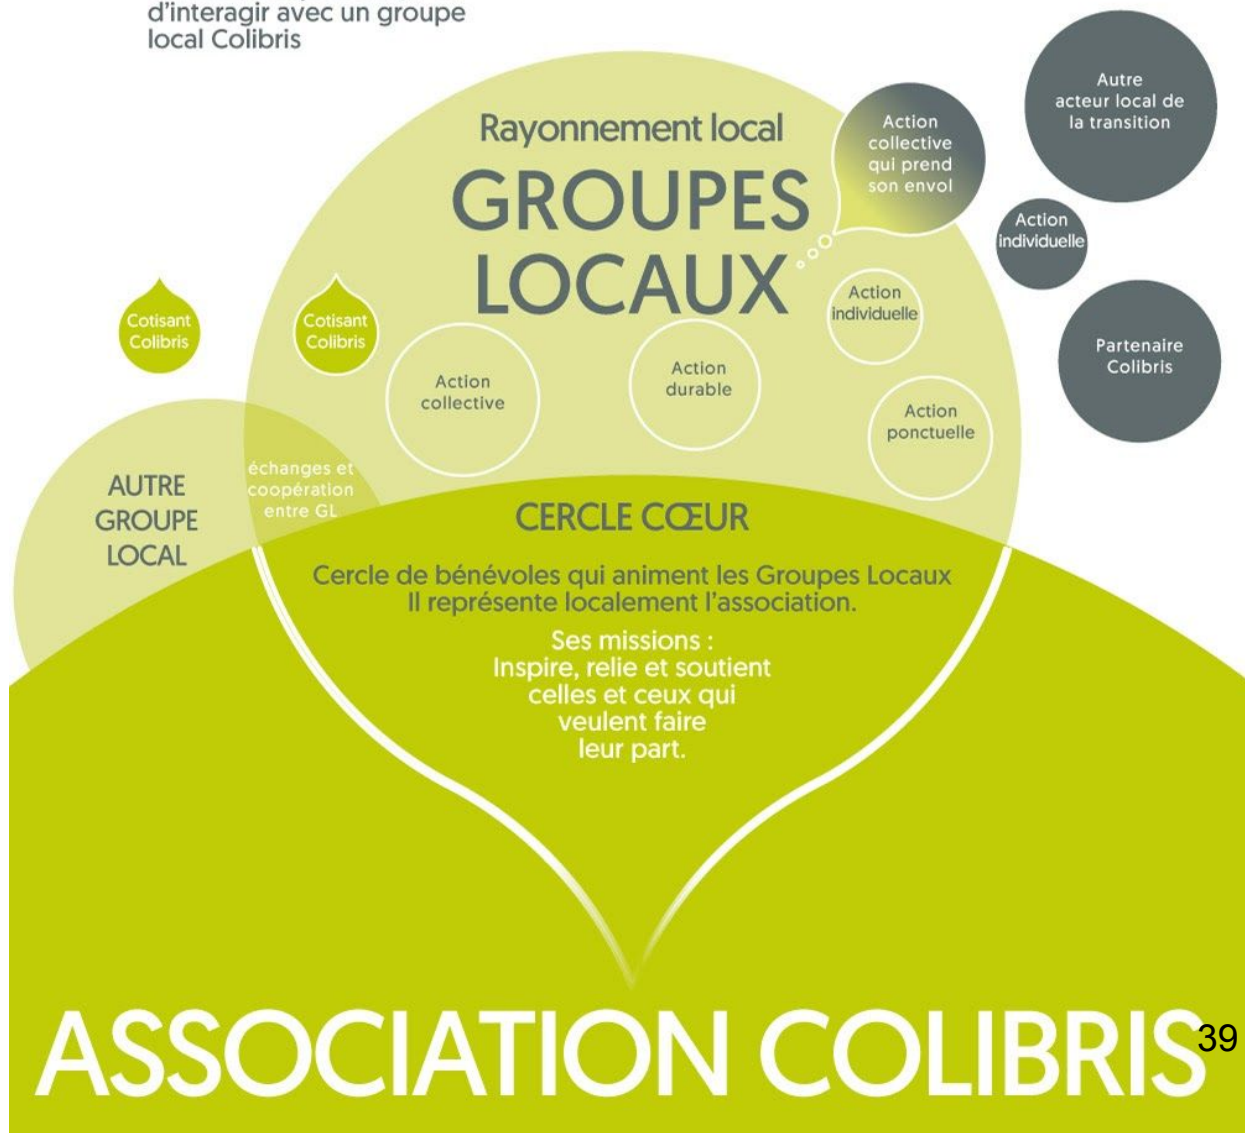 d'interagir avec un groupe
local Colibris
Autre
acteur local de
la transition
Rayonnement local
GROUPES
LOCAUX
Action
collective
qui prend
son envol
Action
individuelle
Action
individuelle
Cotisant
Colibris
Cotisant
Colibris
Partenaire
Colibris
Action
collective
Action
durable
Action
ponctuelle
AUTRE
GROUPE
LOCAL
échanges et
coopération
entre GL
CERCLE CŒUR
Cercle de bénévoles qui animent les Groupes Locaux
Il représente localement l'association.
Ses missions :
Inspire, relie et soutient
celles et ceux qui
veulent faire
leur part.
ASSOCIATION COLIBRIS
39